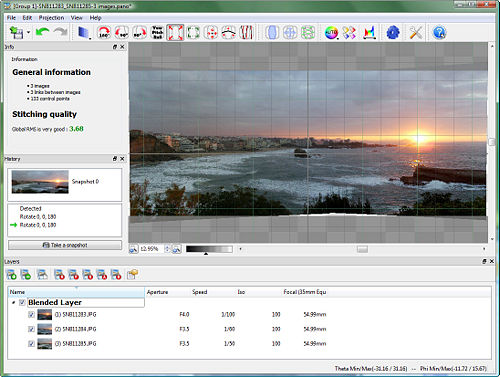 [Group 1]-SNB11283_SNB11285-3 images.pano*
File Edit Projection View Help
Your Pitch Roll
Info
Information
General information
• 3 images
• 3 links between images
• 133 control points
Stitching quality
Global RMS is very good : 3.68
History
Snapshot 0
Detected
Rotate 0, 0, 180
Rotate 0, 0, 180
Take a snapshot
12.95%
Layers
Name Aperture Speed Iso Focal (35mm Equ
Blended Layer
(1) SNB11283.JPG F4.0 1/100 100 54.99mm
(2) SNB11284.JPG F3.5 1/60 100 54.99mm
(3) SNB11285.JPG F3.5 1/50 100 54.99mm
Theta Min/Max(-31.16 / 31.16) -- Phi Min/Max(-11.72 / 15.67)